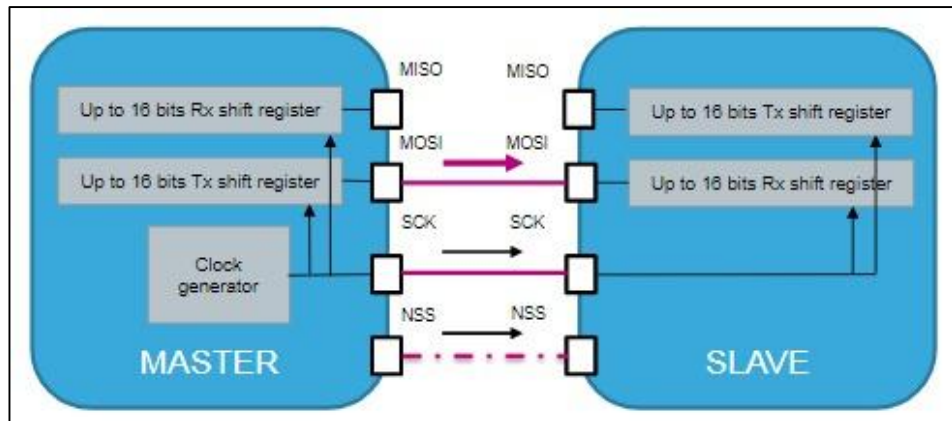 MISO MISO
Up to 16 bits Rx shift register
Up to 16 bits Tx shift register
MOSI MOSI
Up to 16 bits Tx shift register
Up to 16 bits Rx shift register
SCK SCK
Clock
generator
NSS NSS
MASTER
SLAVE